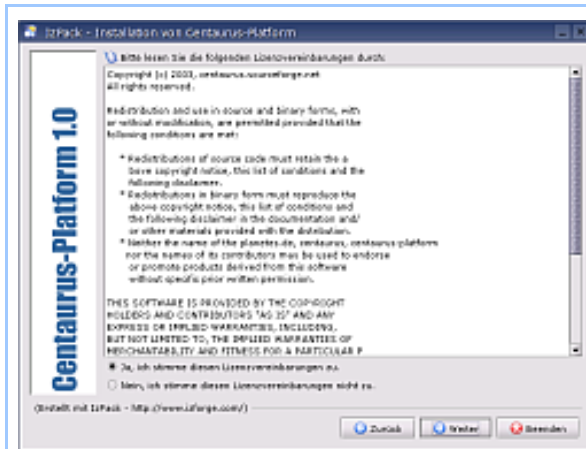 IzPack - Installation von Centaurus-Platform
Centaurus-Platform 1.0
Bitte lesen Sie die folgenden Lizenzvereinbarungen durch:
Copyright (c) 2003, centaurus.sourceforge.net
All rights reserved.
Redistribution and use in source and binary forms, with
or without modification, are permitted provided that the
following conditions are met:
* Redistributions of source code must retain the a
bove copyright notice, this list of conditions and the
following disclaimer.
* Redistributions in binary form must reproduce the
above copyright notice, this list of conditions and
the following disclaimer in the documentation and/
or other materials provided with the distribution.
* Neither the name of the planetes.de, centaurus, centaurus-platform
nor the names of its contributors may be used to endorse
or promote products derived from this software
without specific prior written permission.
THIS SOFTWARE IS PROVIDED BY THE COPYRIGHT
HOLDERS AND CONTRIBUTORS "AS IS" AND ANY
EXPRESS OR IMPLIED WARRANTIES, INCLUDING,
BUT NOT LIMITED TO, THE IMPLIED WARRANTIES OF
MERCHANTABILITY AND FITNESS FOR A PARTICULAR P
Ja, ich stimme diesen Lizenzvereinbarungen zu.
Nein, ich stimme diesen Lizenzvereinbarungen nicht zu.
(Erstellt mit IzPack - http://www.izforge.com/)
Zurück
Weiter
Beenden